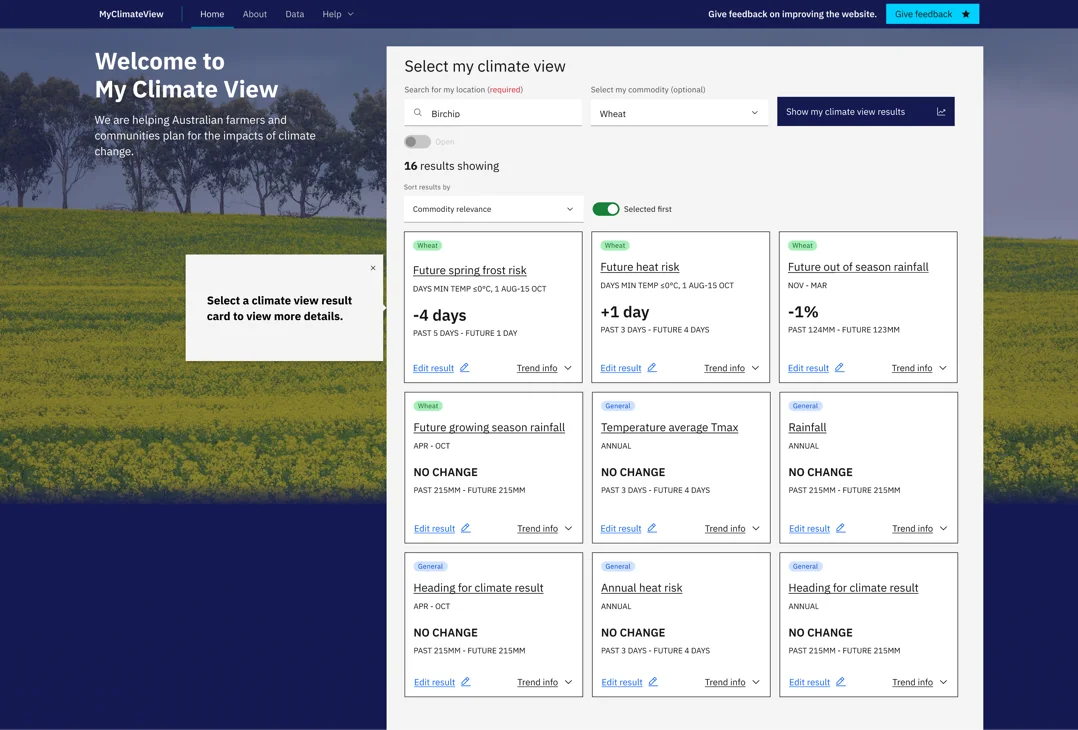 MyClimateView
Home
About
Data
Help
Give feedback on improving the website.
Give feedback
Welcome to
My Climate View
We are helping Australian farmers and
communities plan for the impacts of climate
change.
Select my climate view
Search for my location (required)
Select my commodity (optional)
Birchip
Wheat
Show my climate view results
Open
16 results showing
Sort results by
Commodity relevance
Selected first
Select a climate view result
card to view more details.
Wheat
Future spring frost risk
DAYS MIN TEMP ≤0°C, 1 AUG-15 OCT
-4 days
PAST 5 DAYS - FUTURE 1 DAY
Edit result
Trend info
Wheat
Future heat risk
DAYS MIN TEMP ≤0°C, 1 AUG-15 OCT
+1 day
PAST 3 DAYS - FUTURE 4 DAYS
Edit result
Trend info
Wheat
Future out of season rainfall
NOV - MAR
-1%
PAST 124MM - FUTURE 123MM
Edit result
Trend info
Wheat
Future growing season rainfall
APR - OCT
NO CHANGE
PAST 215MM - FUTURE 215MM
Edit result
Trend info
General
Temperature average Tmax
ANNUAL
NO CHANGE
PAST 3 DAYS - FUTURE 4 DAYS
Edit result
Trend info
General
Rainfall
ANNUAL
NO CHANGE
PAST 215MM - FUTURE 215MM
Edit result
Trend info
General
Heading for climate result
APR - OCT
NO CHANGE
PAST 215MM - FUTURE 215MM
Edit result
Trend info
General
Annual heat risk
ANNUAL
NO CHANGE
PAST 3 DAYS - FUTURE 4 DAYS
Edit result
Trend info
General
Heading for climate result
ANNUAL
NO CHANGE
PAST 215MM - FUTURE 215MM
Edit result
Trend info